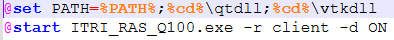 @set PATH=%PATH%;%cd%\qtdll;%cd%\vtkdll
@start ITRI_RAS_Q100.exe -r client -d ON